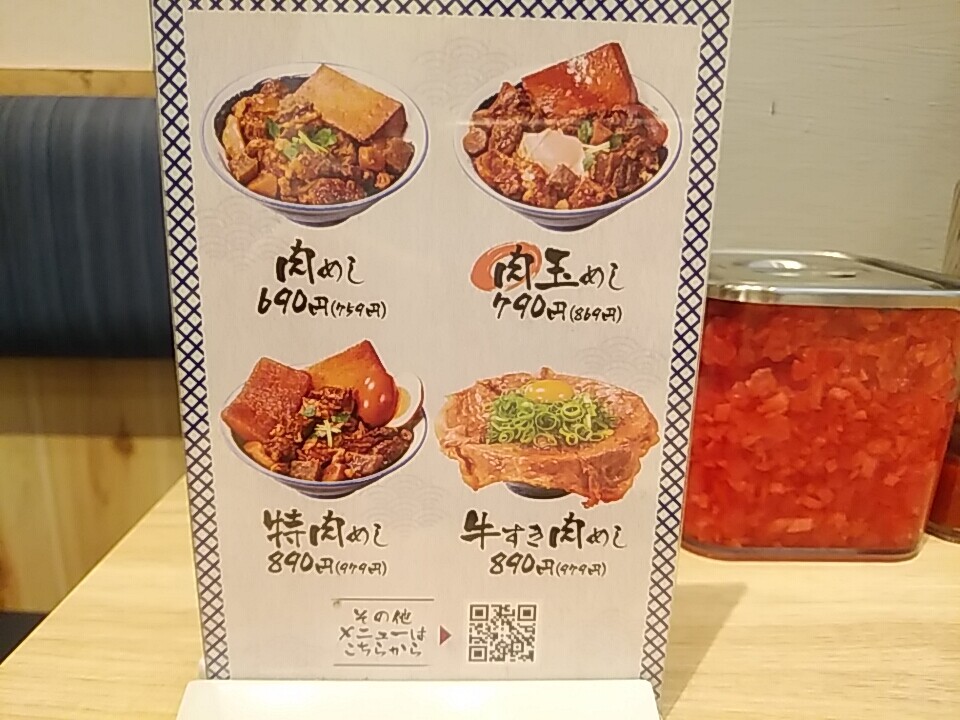 肉めし
690円(759円)
肉玉めし
790円(869円)
特肉めし
890円(979円)
牛すき肉めし
890円(979円)
その他
メニューは
こちらから